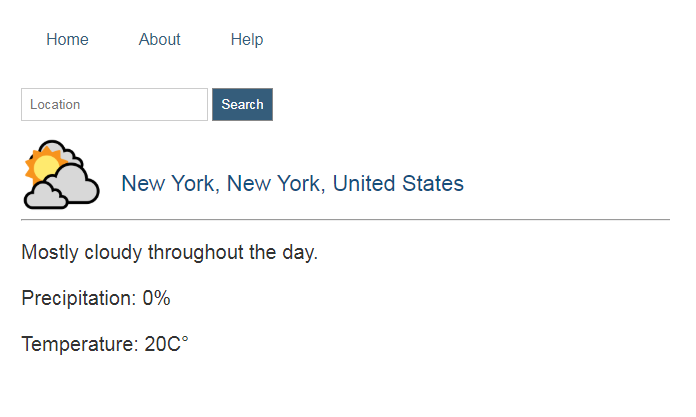 Home About Help
Location Search
New York, New York, United States
Mostly cloudy throughout the day.
Precipitation: 0%
Temperature: 20C°